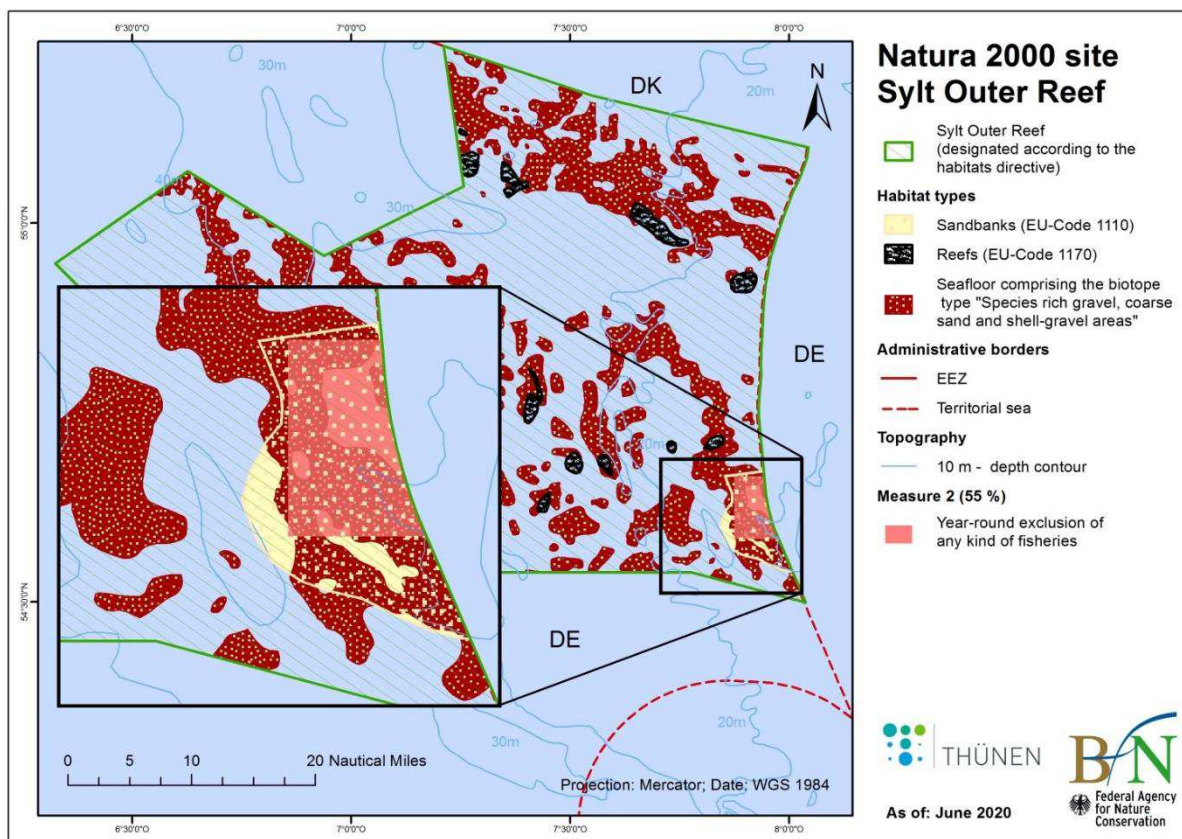 6°30'0"O
7°0'0"O
7°30'0"O
8°0'0"O
30m
20m
DK
N
40m
30m
55°0'0"N
DE
54°30'0"N
DE
20m
30m
0 5 10 20 Nautical Miles
Projection: Mercator; Date: WGS 1984
6°30'0"O
7°0'0"O
7°30'0"O
8°0'0"O
Natura 2000 site
Sylt Outer Reef
Sylt Outer Reef
(designated according to the
habitats directive)
Habitat types
Sandbanks (EU-Code 1110)
Reefs (EU-Code 1170)
Seafloor comprising the biotope
type "Species rich gravel, coarse
sand and shell-gravel areas"
Administrative borders
EEZ
Territorial sea
Topography
10 m - depth contour
Measure 2 (55 %)
Year-round exclusion of
any kind of fisheries
THÜNEN
BfN
Federal Agency
for Nature
Conservation
As of: June 2020